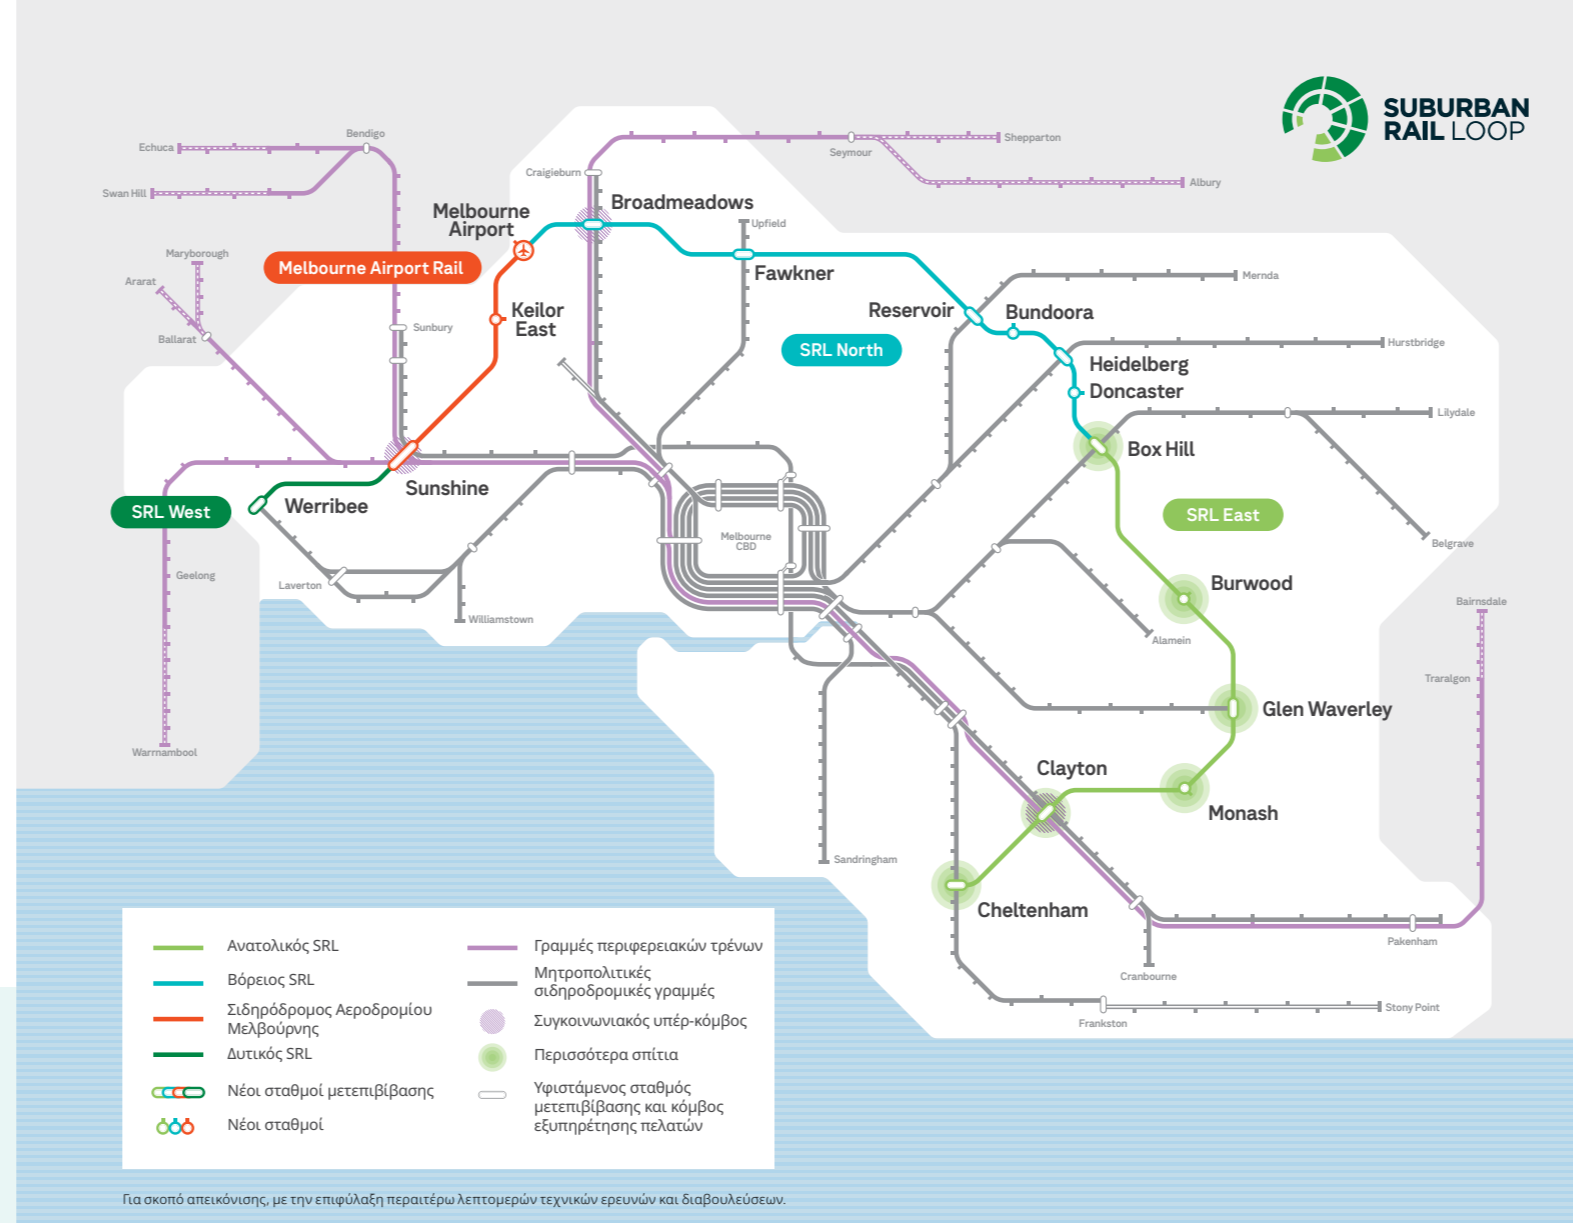 SUBURBAN
RAIL LOOP
Echuca
Bendigo
Swan Hill
Craigieburn
Seymour
Shepparton
Albury
Melbourne
Airport
Broadmeadows
Upfield
Maryborough
Melbourne Airport Rail
Fawkner
Mernda
Ararat
Keilor
East
Reservoir
Bundoora
Sunbury
Ballarat
SRL North
Hurstbridge
Heidelberg
Doncaster
Lilydale
Box Hill
Sunshine
SRL West
Werribee
SRL East
Melbourne
CBD
Belgrave
Geelong
Laverton
Burwood
Williamstown
Alamein
Bairnsdale
Traralgon
Glen Waverley
Warrnambool
Clayton
Monash
Sandringham
Cheltenham
Pakenham
Cranbourne
Stony Point
Frankston
Ανατολικός SRL
Βόρειος SRL
Σιδηρόδρομος Αεροδρομίου
Μελβούρνης
Δυτικός SRL
Νέοι σταθμοί μετεπιβίβασης
Νέοι σταθμοί
Γραμμές περιφερειακών τρένων
Μητροπολιτικές
σιδηροδρομικές γραμμές
Συγκοινωνιακός υπέρ-κόμβος
Περισσότερα σπίτια
Υφιστάμενος σταθμός
μετεπιβίβασης και κόμβος
εξυπηρέτησης πελατών
Για σκοπό απεικόνισης, με την επιφύλαξη περαιτέρω λεπτομερών τεχνικών ερευνών και διαβουλεύσεων.